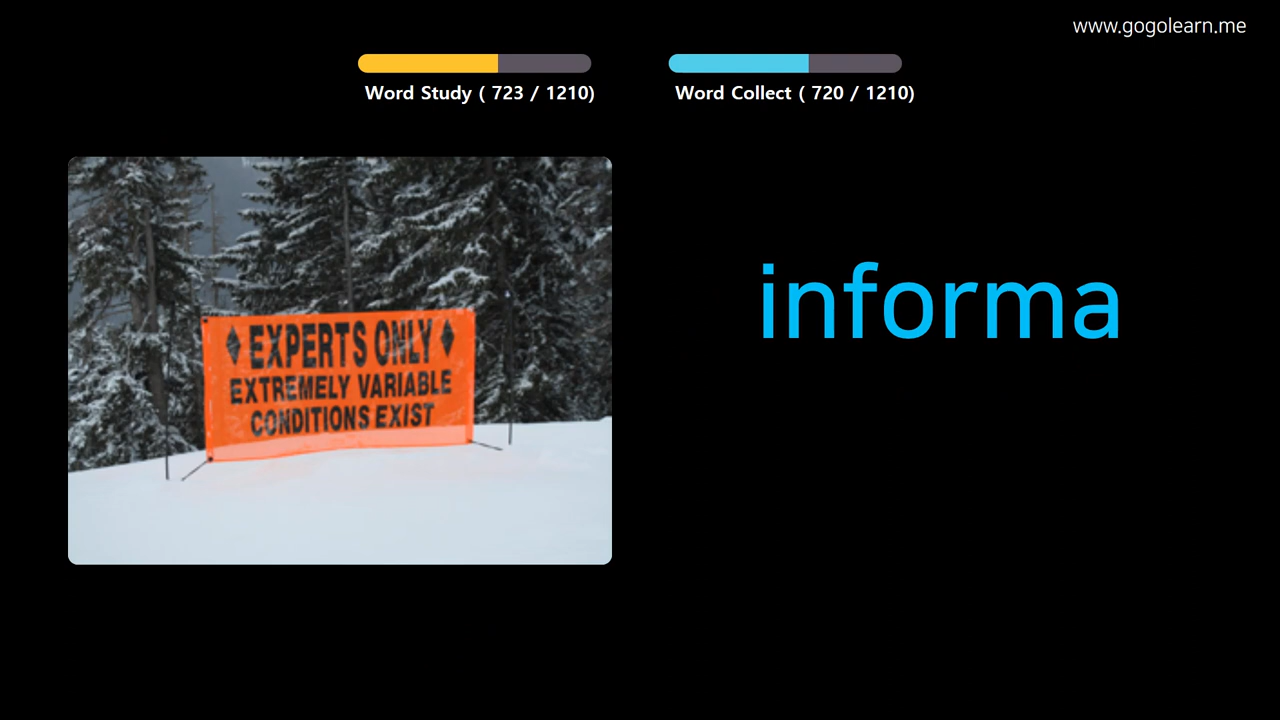 www.gogolearn.me
Word Study ( 723 / 1210)
Word Collect ( 720 / 1210)
EXPERTS ONLY
EXTREMELY VARIABLE
CONDITIONS EXIST
informa